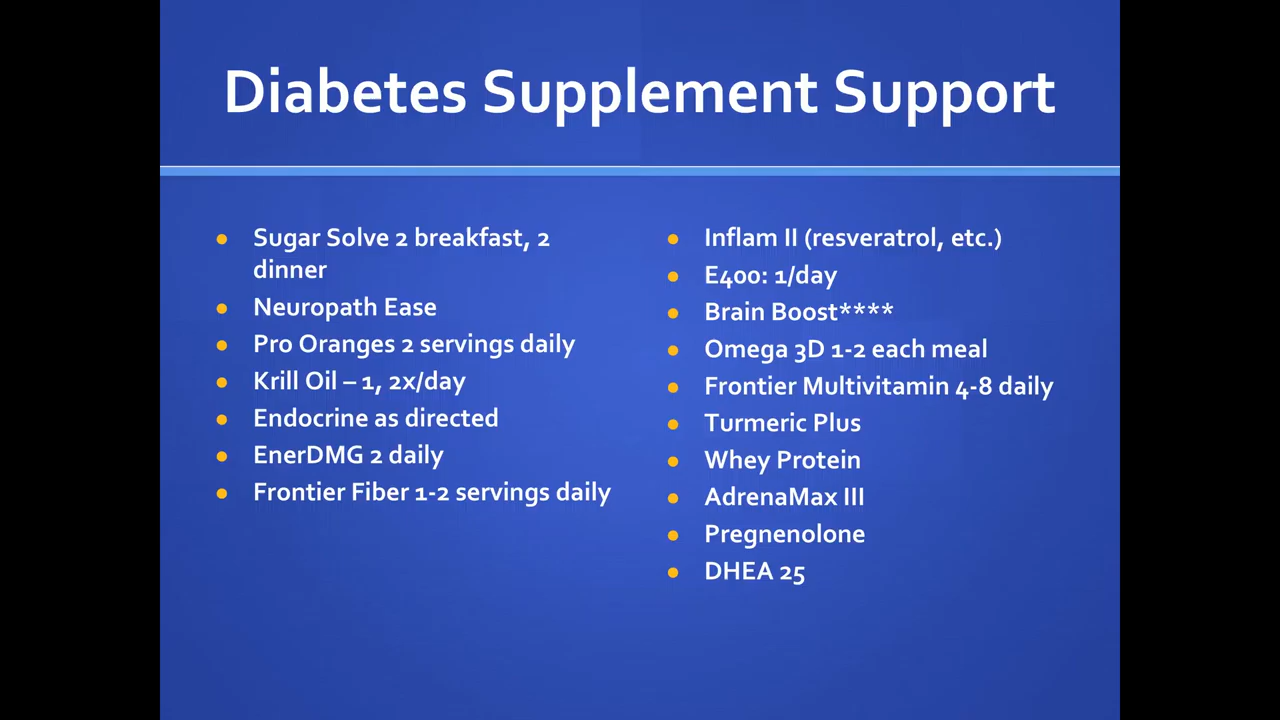 Diabetes Supplement Support
Sugar Solve 2 breakfast, 2
dinner
Neuropath Ease
Pro Oranges 2 servings daily
Krill Oil – 1, 2x/day
Endocrine as directed
EnerDMG 2 daily
Frontier Fiber 1-2 servings daily
Inflam II (resveratrol, etc.)
E400: 1/day
Brain Boost****
Omega 3D 1-2 each meal
Frontier Multivitamin 4-8 daily
Turmeric Plus
Whey Protein
AdrenaMax III
Pregnenolone
DHEA 25